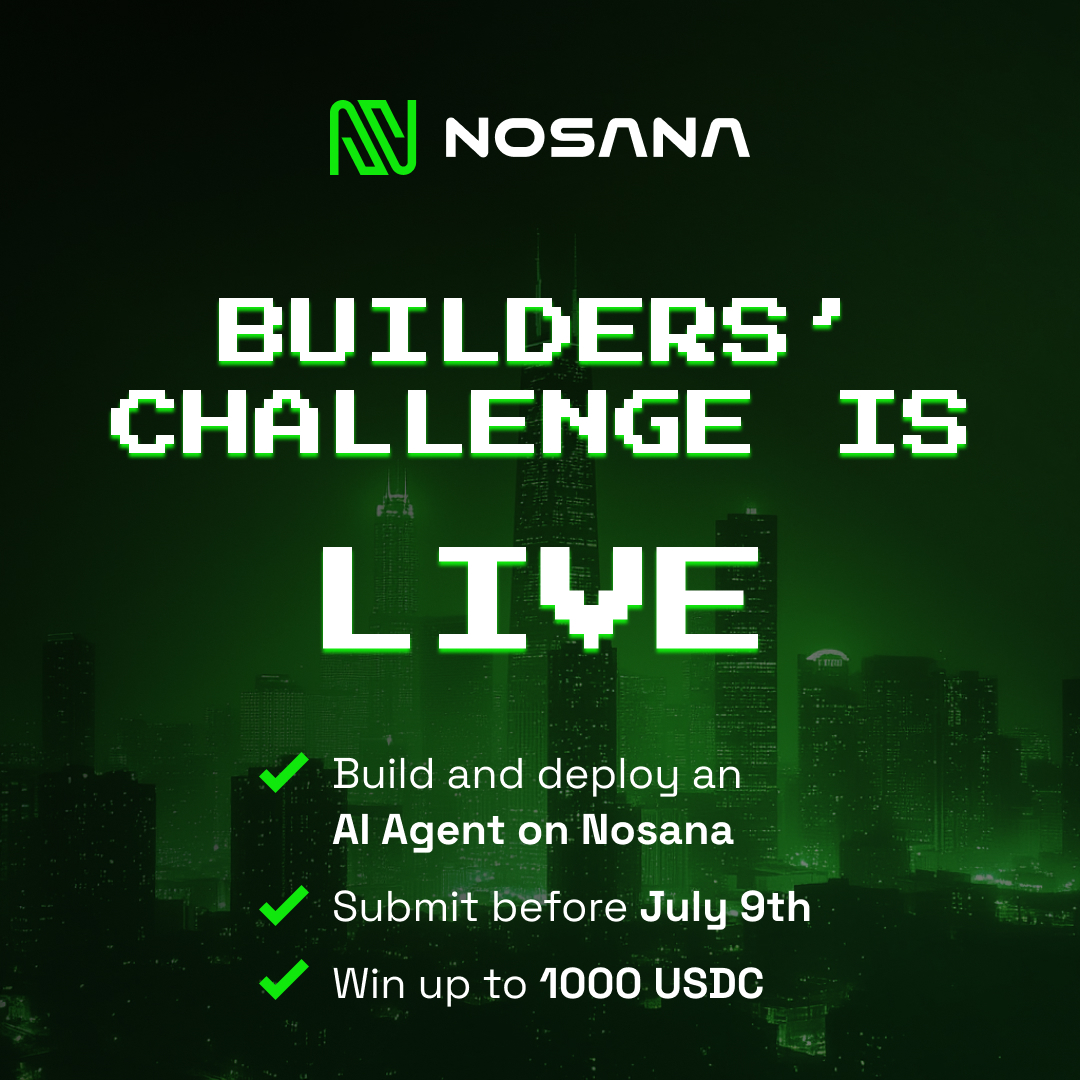 NOSANA
BUILDERS'
CHALLENGE IS
LIVE
Build and deploy an
AI Agent on Nosana
Submit before July 9th
Win up to 1000 USDC